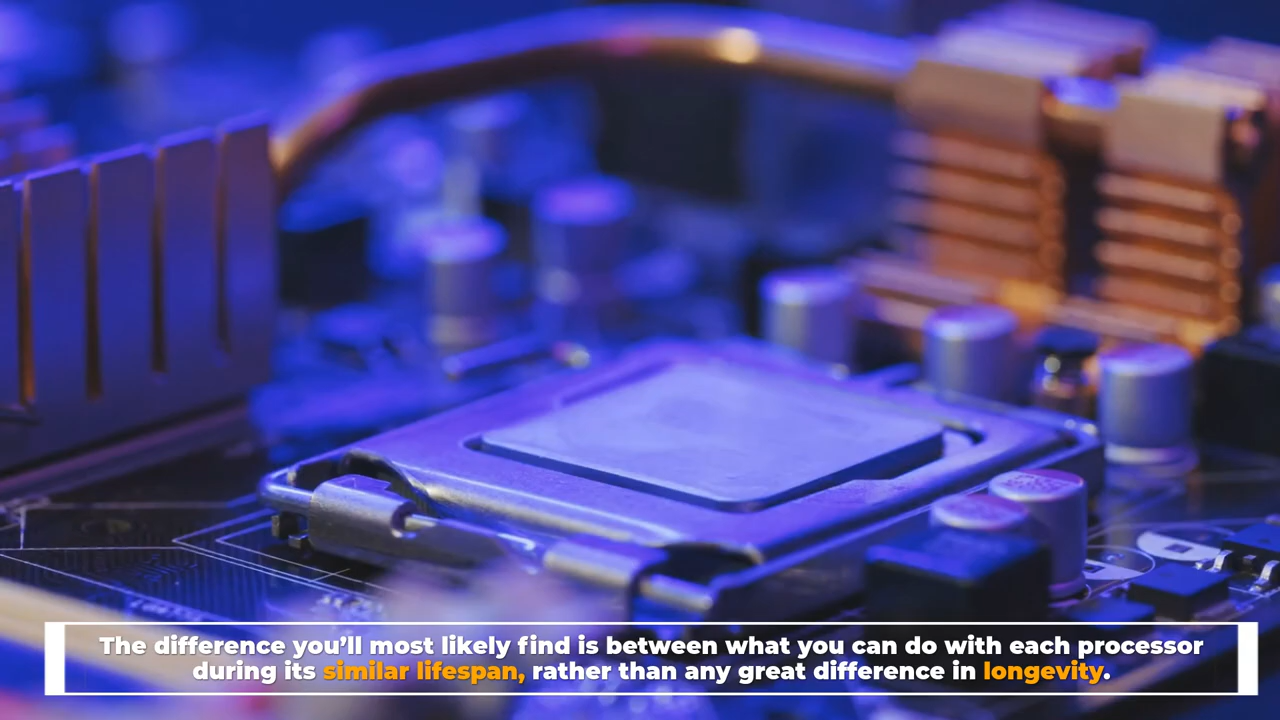 The difference you’ll most likely find is between what you can do with each processor
during its similar lifespan, rather than any great difference in longevity.